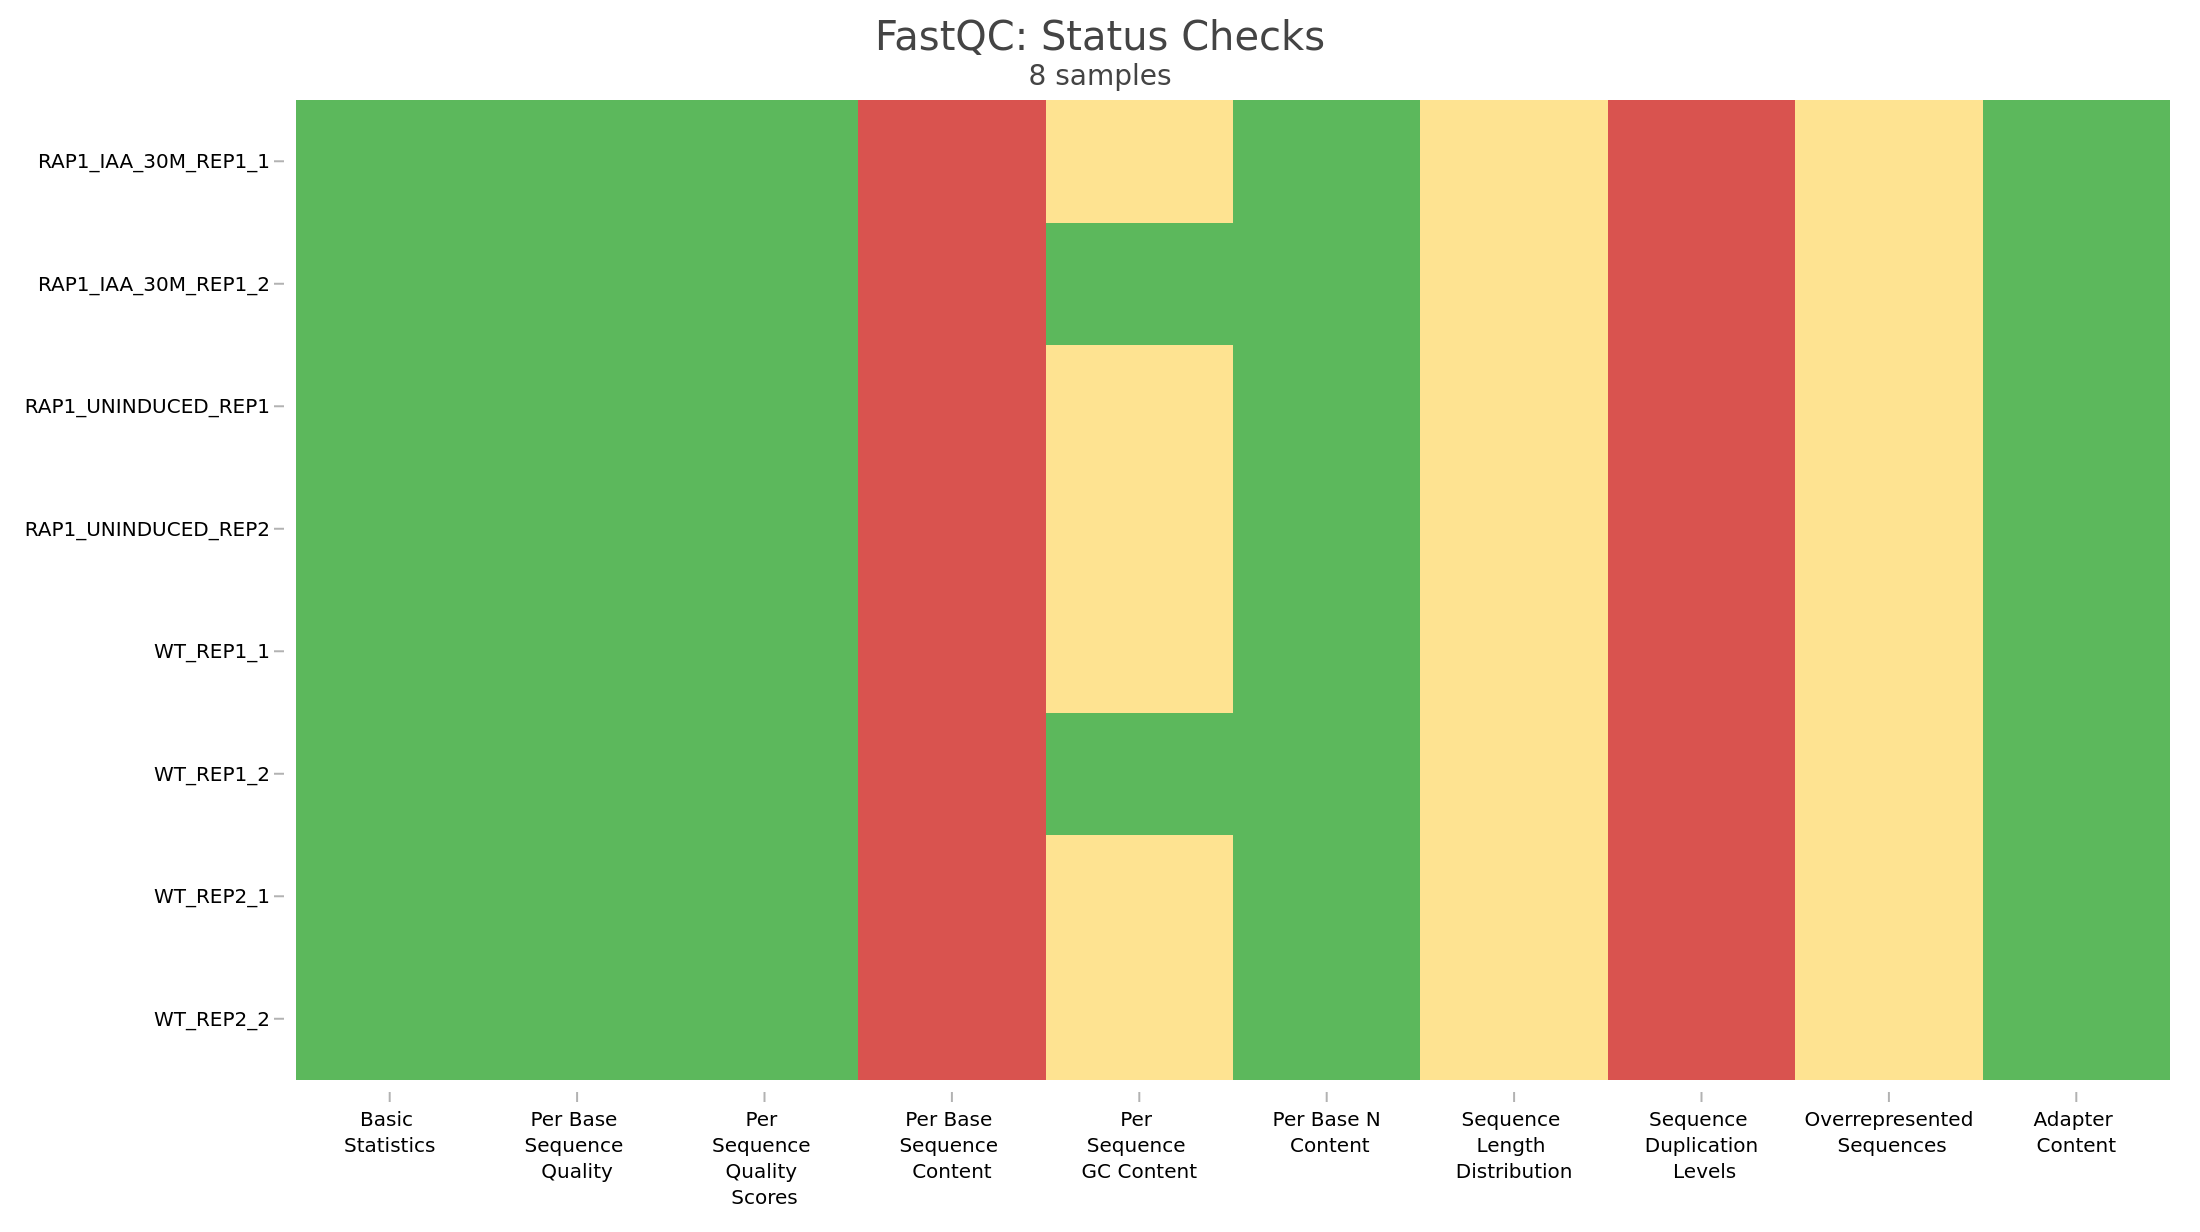 FastQC: Status Checks
8 samples
RAP1_IAA_30M_REP1_1
RAP1_IAA_30M_REP1_2
RAP1_UNINDUCED_REP1
RAP1_UNINDUCED_REP2
WT_REP1_1
WT_REP1_2
WT_REP2_1
WT_REP2_2
Basic
Statistics
Per Base
Sequence
Quality
Per
Sequence
Quality
Scores
Per Base
Sequence
Content
Per
Sequence
GC Content
Per Base N
Content
Sequence
Length
Distribution
Sequence
Duplication
Levels
Overrepresented
Sequences
Adapter
Content